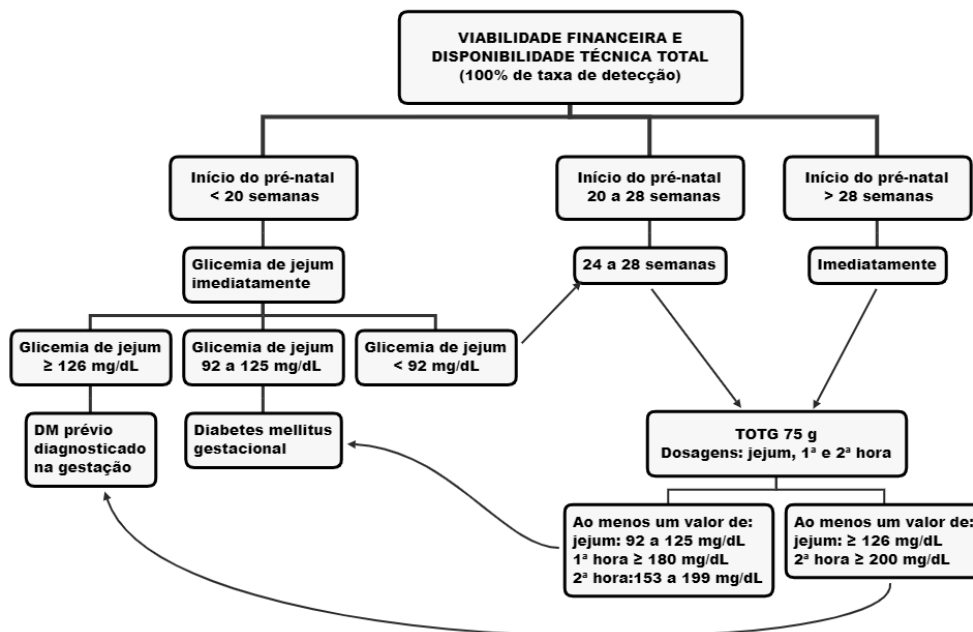 VIABILIDADE FINANCEIRA E
DISPONIBILIDADE TÉCNICA TOTAL
(100% de taxa de detecção)
Início do pré-natal
< 20 semanas
Início do pré-natal
20 a 28 semanas
Início do pré-natal
> 28 semanas
Glicemia de jejum
imediatamente
24 a 28 semanas
Imediatamente
Glicemia de jejum
≥ 126 mg/dL
Glicemia de jejum
92 a 125 mg/dL
Glicemia de jejum
< 92 mg/dL
DM prévio
diagnosticado
na gestação
Diabetes mellitus
gestacional
TOTG 75 g
Dosagens: jejum, 1ª e 2ª hora
Ao menos um valor de:
jejum: 92 a 125 mg/dL
1ª hora ≥ 180 mg/dL
2ª hora:153 a 199 mg/dL
Ao menos um valor de:
jejum: ≥ 126 mg/dL
2ª hora ≥ 200 mg/dL